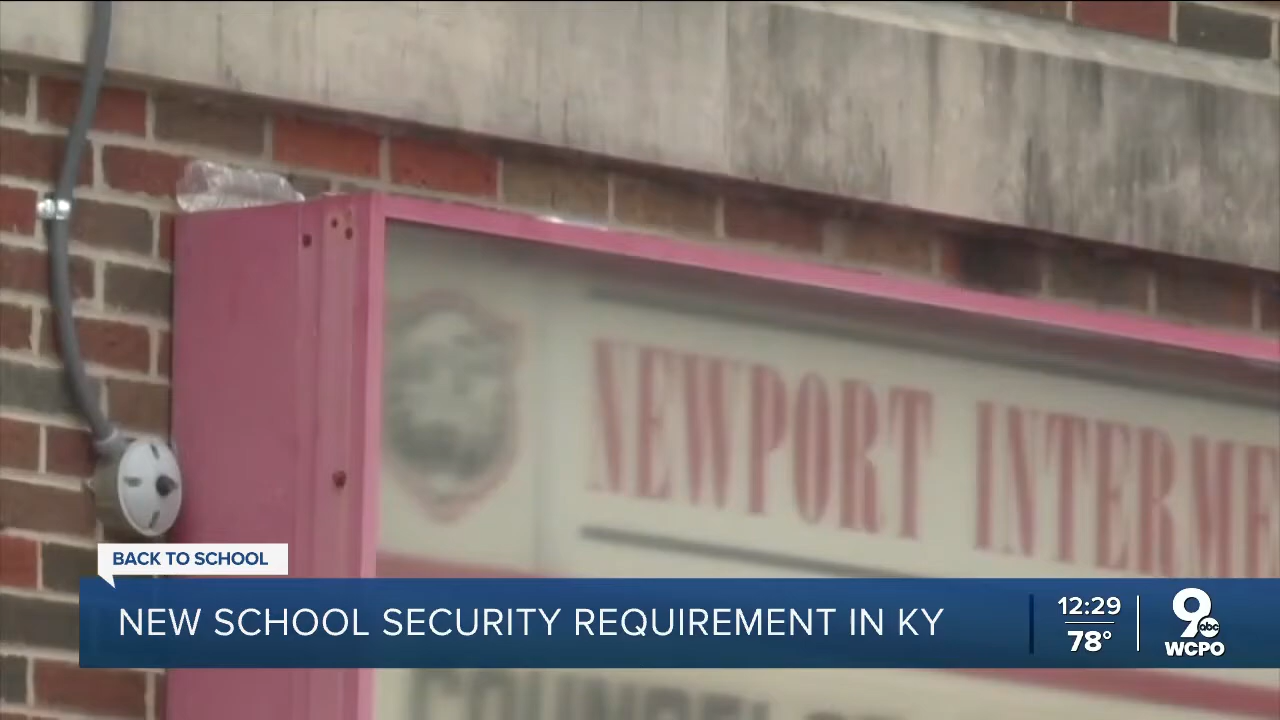 NEWPORT INTERME
BACK TO SCHOOL
NEW SCHOOL SECURITY REQUIREMENT IN KY
12:29
78°
9
abc
WCPO